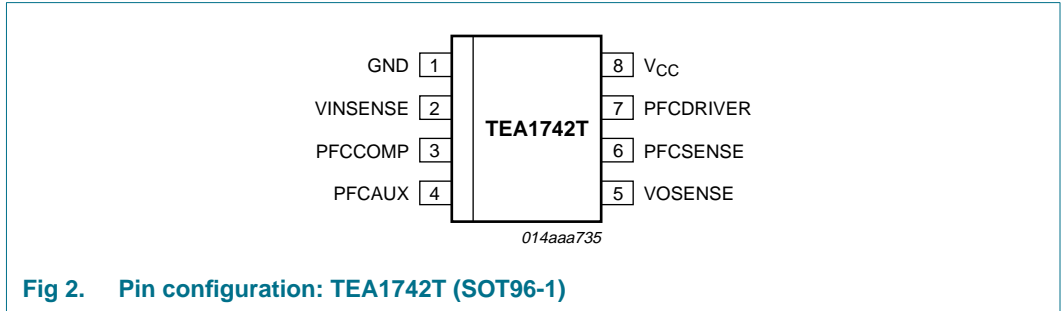 GND 1
VINSENSE 2
PFCCOMP 3
PFCAUX 4
TEA1742T
8 VCC
7 PFCDRIVER
6 PFCSENSE
5 VOSENSE
014aaa735
Fig 2. Pin configuration: TEA1742T (SOT96-1)